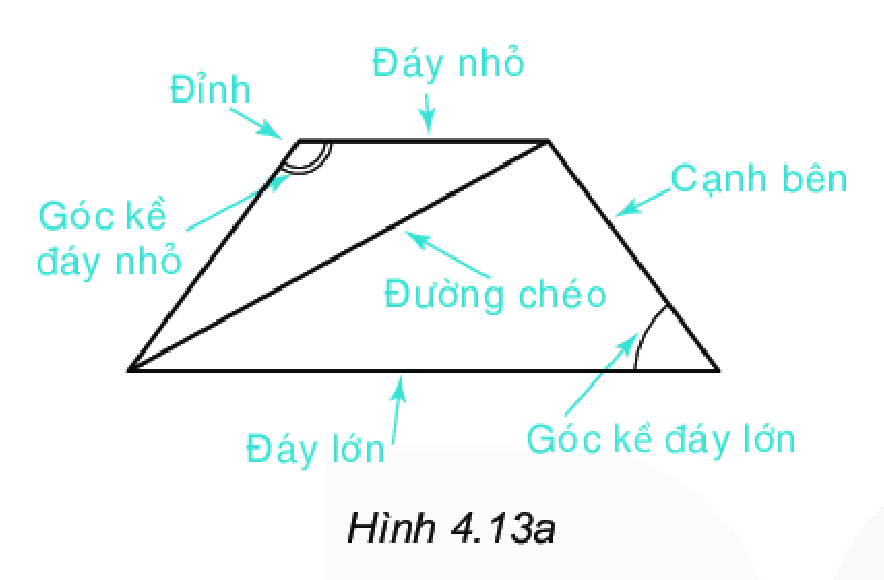 Đáy nhỏ
Đỉnh
Cạnh bên
Góc kề
đáy nhỏ
Đường chéo
Góc kề đáy lớn
Đáy lớn
Hình 4.13a